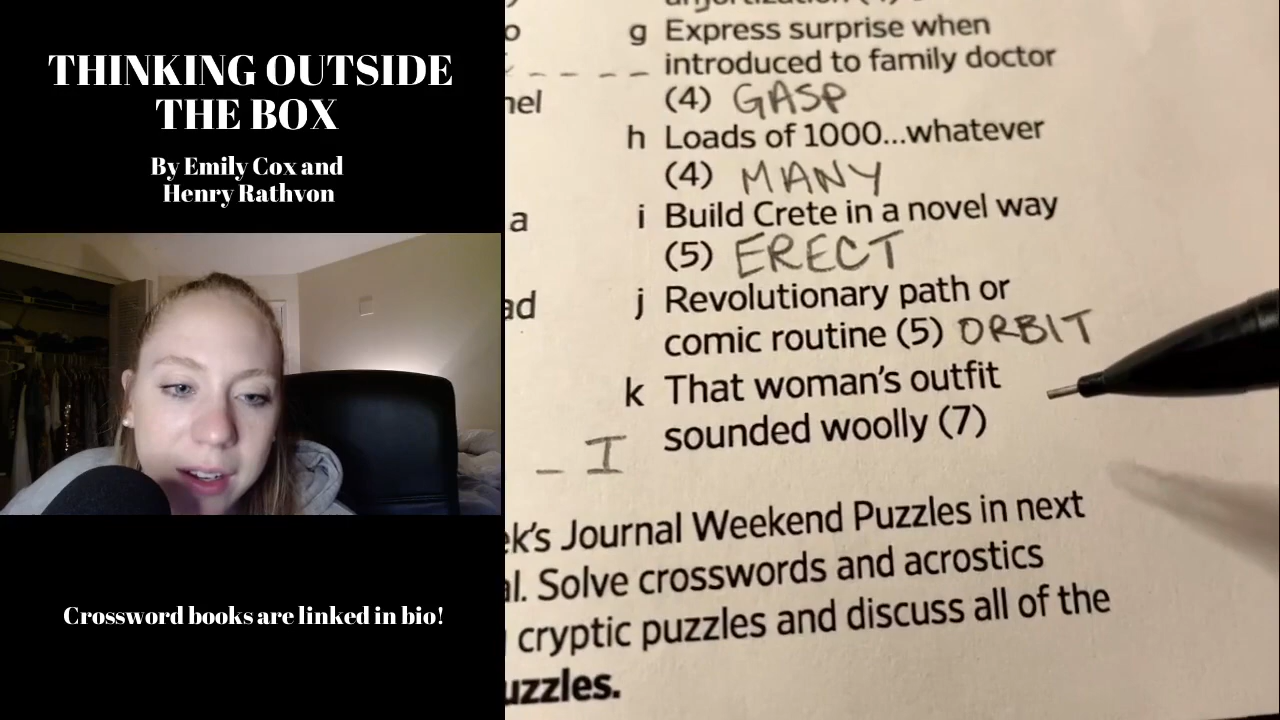 THINKING OUTSIDE
THE BOX
By Emily Cox and
Henry Rathvon
Crossword books are linked in bio!
g Express surprise when
introduced to family doctor
(4) GASP
h Loads of 1000...whatever
(4) MANY
a
i Build Crete in a novel way
(5) ERECT
j Revolutionary path or
comic routine (5) ORBIT
k That woman's outfit
sounded woolly (7)
_ I
Journal Weekend Puzzles in next
Solve crosswords and acrostics
cryptic puzzles and discuss all of the